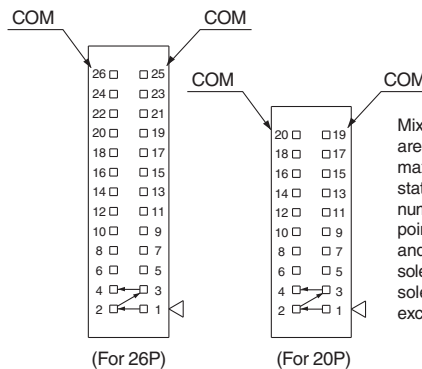 COM COM
26 25
24 23
22 21
20 19
18 17
16 15
14 13
12 11
10 9
8 7
6 5
4 3
2 1
(For 26P)
COM COM
20 19
18 17
16 15
14 13
12 11
10 9
8 7
6 5
4 3
2 1
(For 20P)
Mix
are
stat
num
poin
and
sole
sole
exc